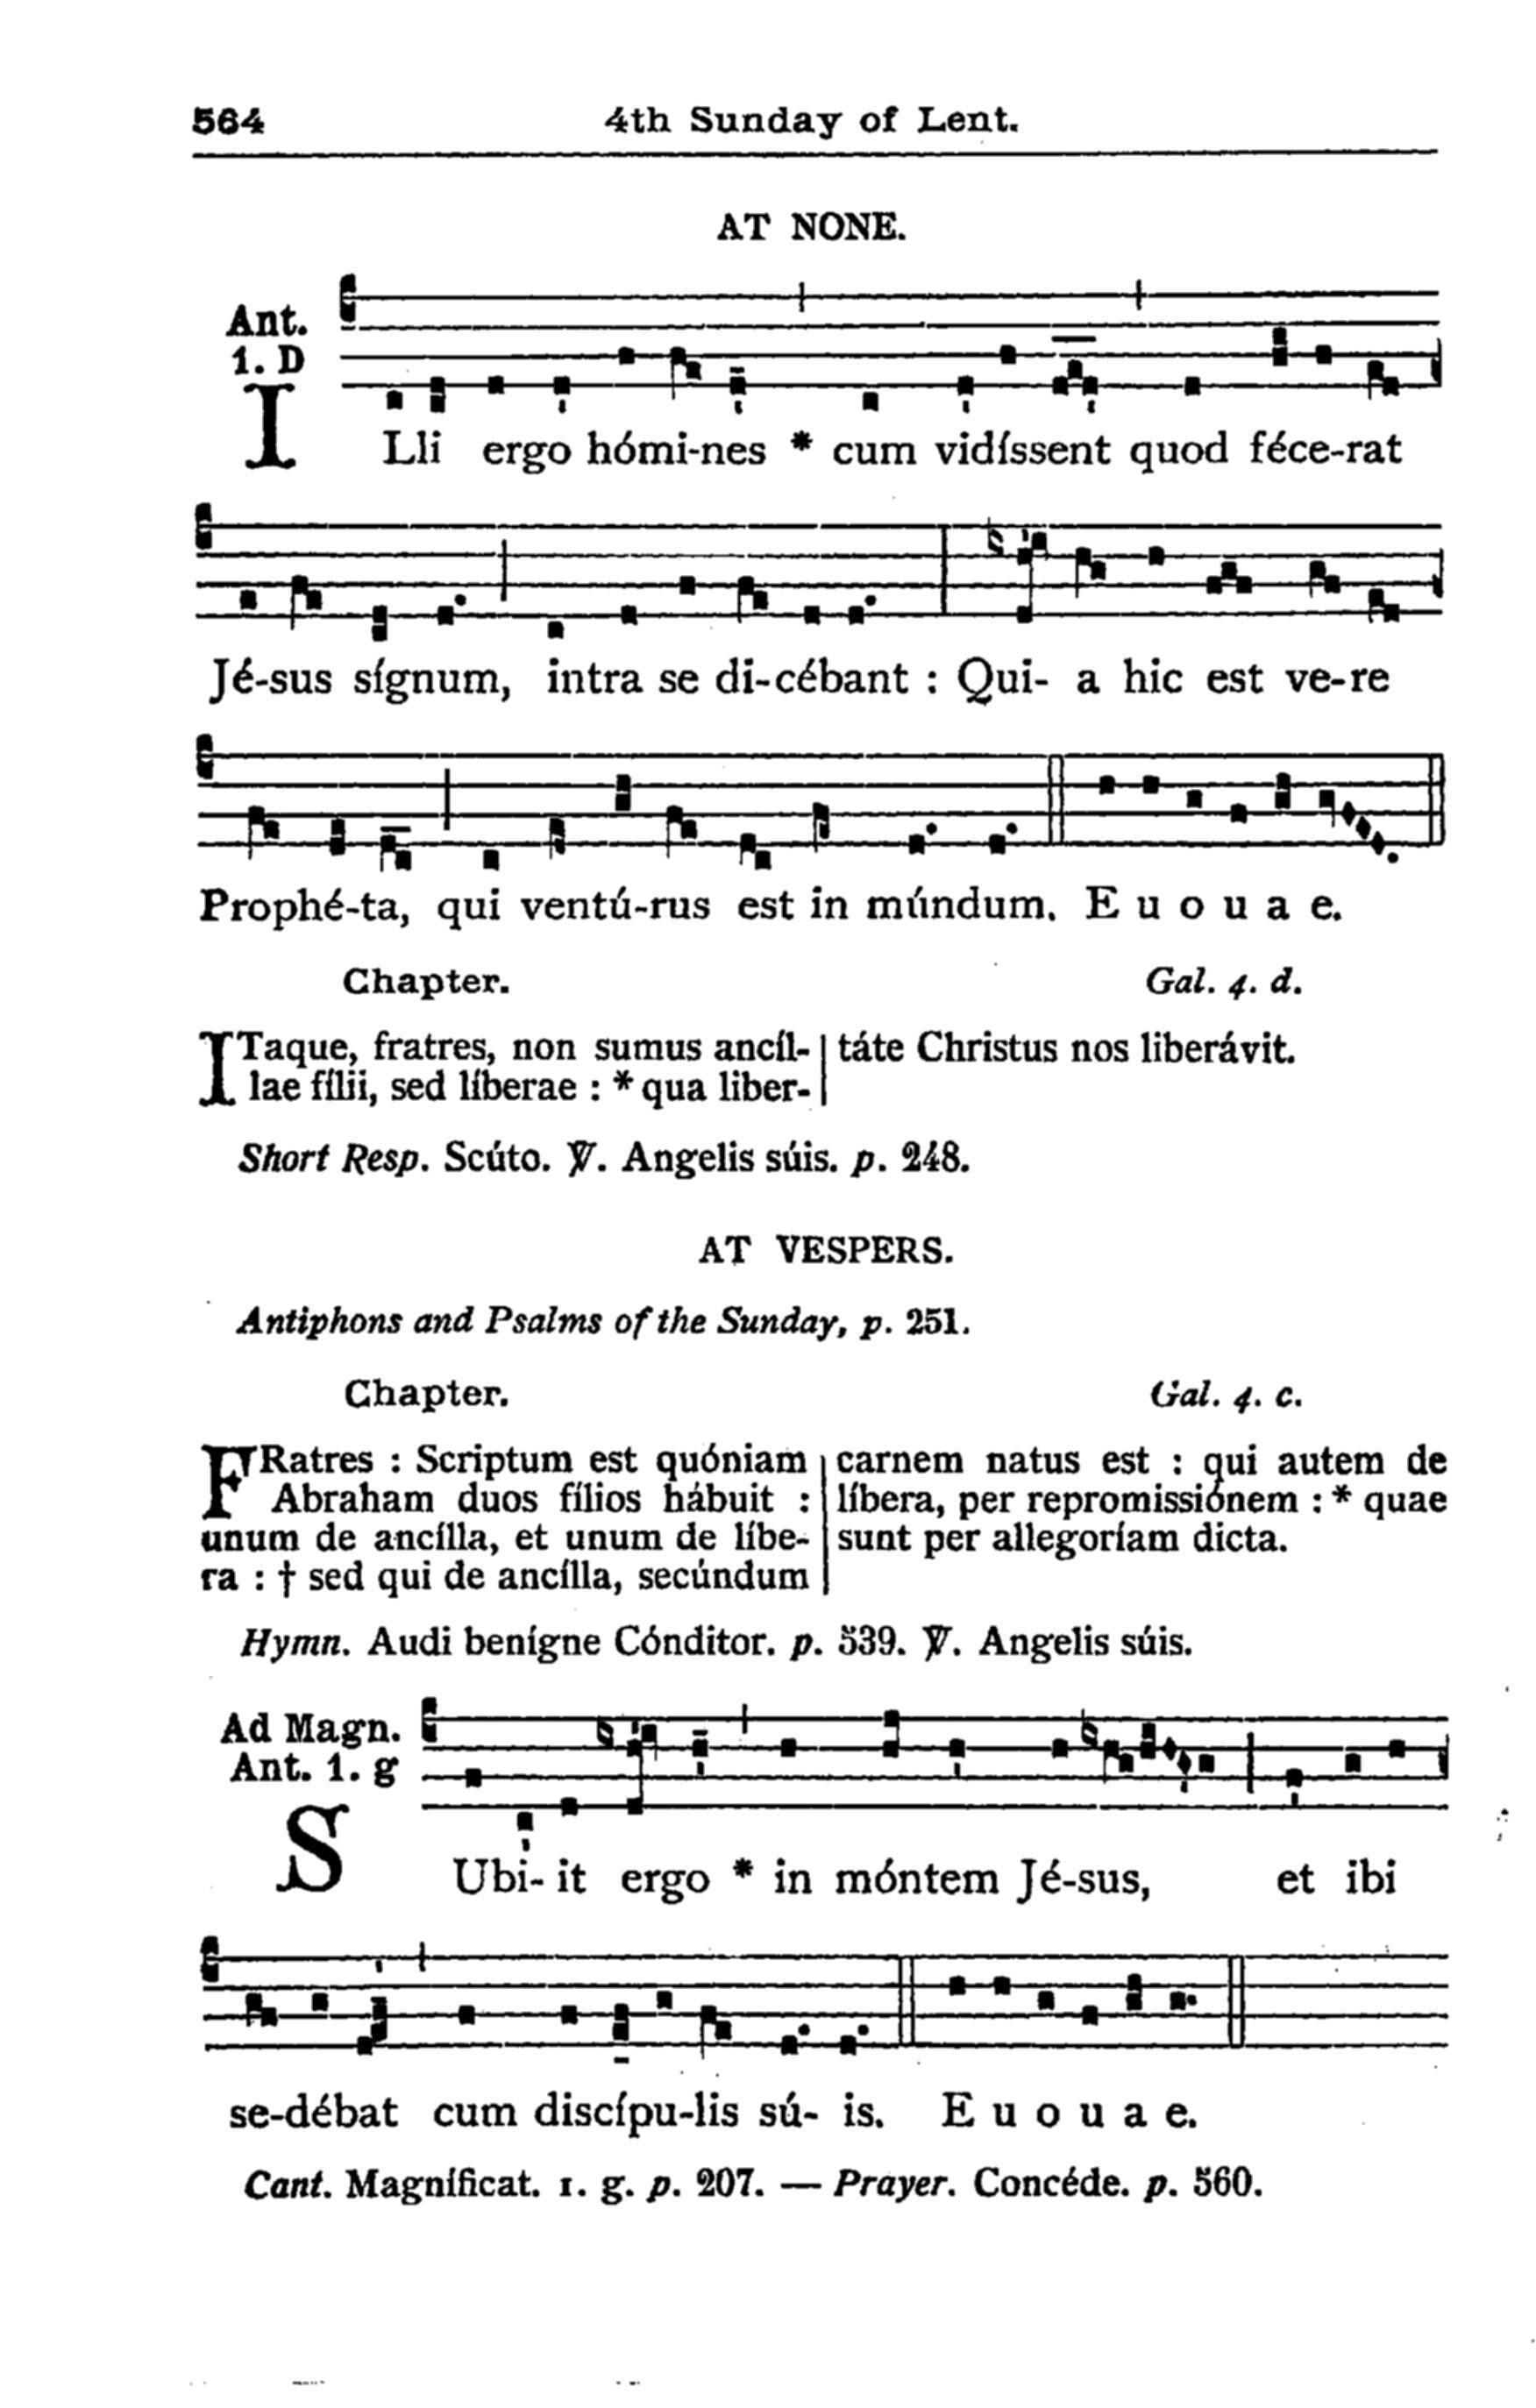 564 4th Sunday of Lent.
AT NONE.
Ant.
1. D
ILli ergo hómi-nes * cum vidíssent quod féce-rat
Jé-sus sígnum, intra se di-cébant : Qui- a hic est ve-re
Prophé-ta, qui ventú-rus est in múndum. E u o u a e.
Chapter. Gal. 4. d.
ITaque, fratres, non sumus ancíl-
lae fílii, sed líberae : * qua liber-
táte Christus nos liberávit.
Short Resp. Scúto. ℣. Angelis súis. p. 248.
AT VESPERS.
Antiphons and Psalms of the Sunday, p. 251.
Chapter. Gal. 4. c.
FRatres : Scriptum est quóniam
Abraham duos fílios hábuit :
unum de ancílla, et unum de líbe-
ra : † sed qui de ancílla, secúndum
carnem natus est : qui autem de
líbera, per repromissiónem : * quae
sunt per allegoríam dicta.
Hymn. Audi benígne Cónditor. p. 539. ℣. Angelis súis.
Ad Magn.
Ant. 1. g
SUbi- it ergo * in móntem Jé-sus, et ibi
se-débat cum discípu-lis sú- is. E u o u a e.
Cant. Magníficat. 1. g. p. 207. — Prayer. Concéde. p. 560.